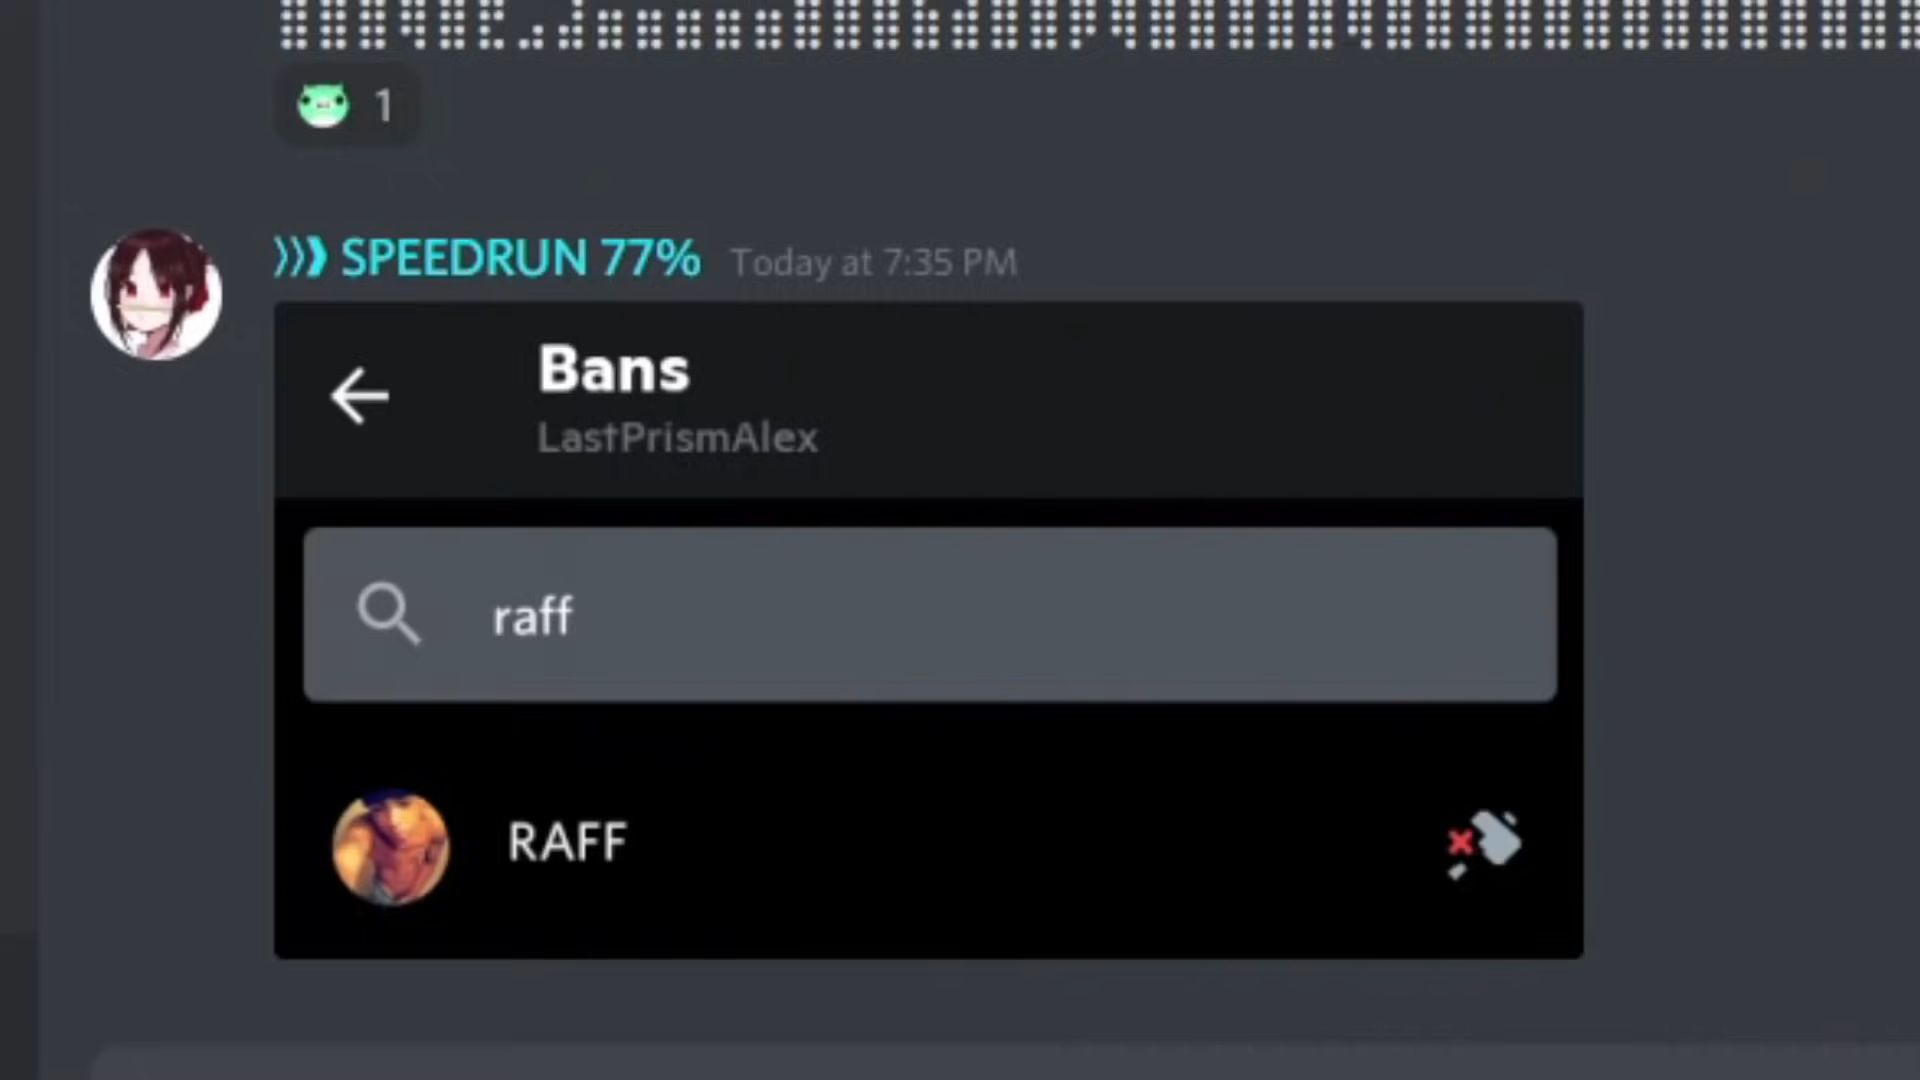 1
⟩⟩❱ SPEEDRUN 77% Today at 7:35 PM
Bans
LastPrismAlex
raff
RAFF